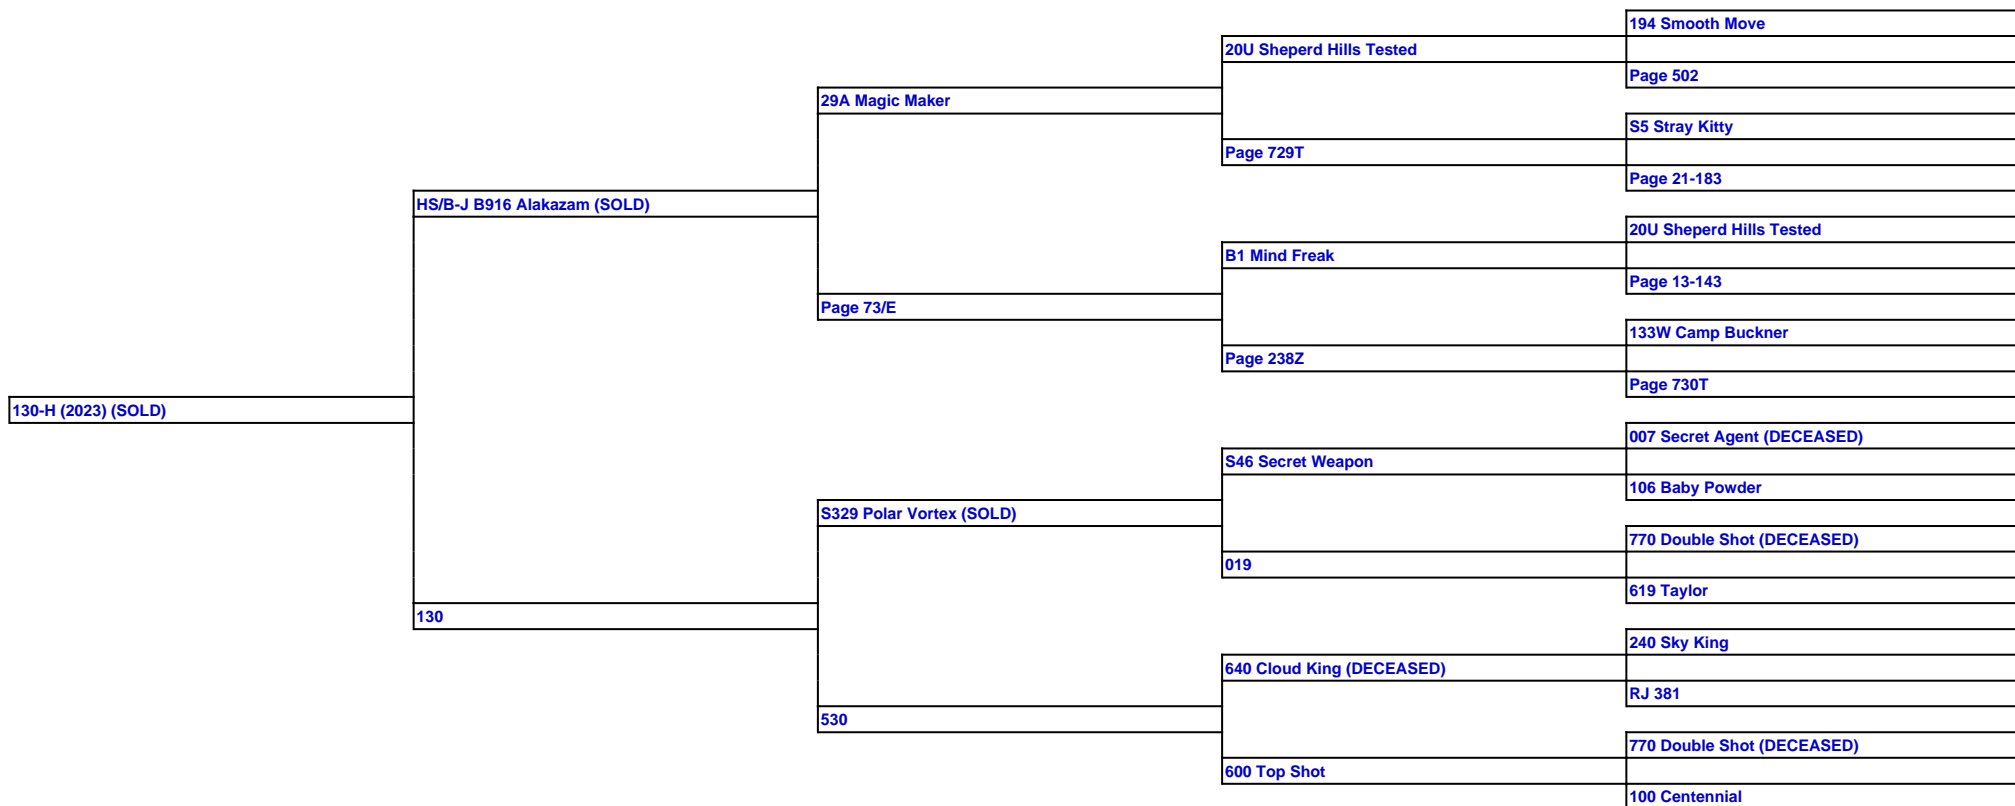 194 Smooth Move
20U Sheperd Hills Tested
Page 502
29A Magic Maker
S5 Stray Kitty
Page 729T
Page 21-183
HS/B-J B916 Alakazam (SOLD)
20U Sheperd Hills Tested
B1 Mind Freak
Page 13-143
Page 73/E
133W Camp Buckner
Page 238Z
Page 730T
130-H (2023) (SOLD)
007 Secret Agent (DECEASED)
S46 Secret Weapon
106 Baby Powder
S329 Polar Vortex (SOLD)
770 Double Shot (DECEASED)
019
619 Taylor
130
240 Sky King
640 Cloud King (DECEASED)
RJ 381
530
770 Double Shot (DECEASED)
600 Top Shot
100 Centennial